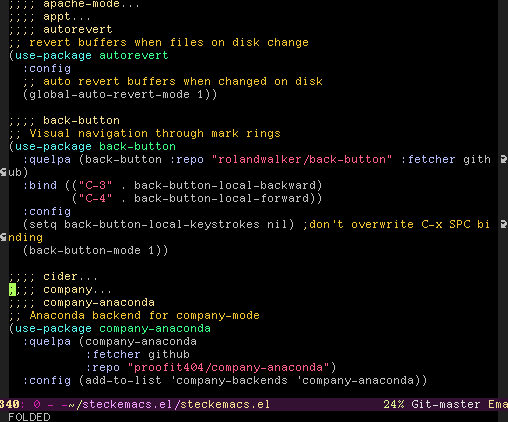 ;;;; apache-mode...
;;;; appt...
;;;; autorevert
;; revert buffers when files on disk change
(use-package autorevert
  :config
  ;; auto revert buffers when changed on disk
  (global-auto-revert-mode 1))

;;;; back-button
;; Visual navigation through mark rings
(use-package back-button
  :quelpa (back-button :repo "rolandwalker/back-button" :fetcher gith
ub)
  :bind (("C-3" . back-button-local-backward)
         ("C-4" . back-button-local-forward))
  :config
  (setq back-button-local-keystrokes nil) ;don't overwrite C-x SPC bi
nding
  (back-button-mode 1))

;;;; cider...
;;;; company...
;;;; company-anaconda
;; Anaconda backend for company-mode
(use-package company-anaconda
  :quelpa (company-anaconda
           :fetcher github
           :repo "proofit404/company-anaconda")
  :config (add-to-list 'company-backends 'company-anaconda))

340: 0 - -~/steckemacs.el/steckemacs.el 24% Git-master Ema
FOLDED